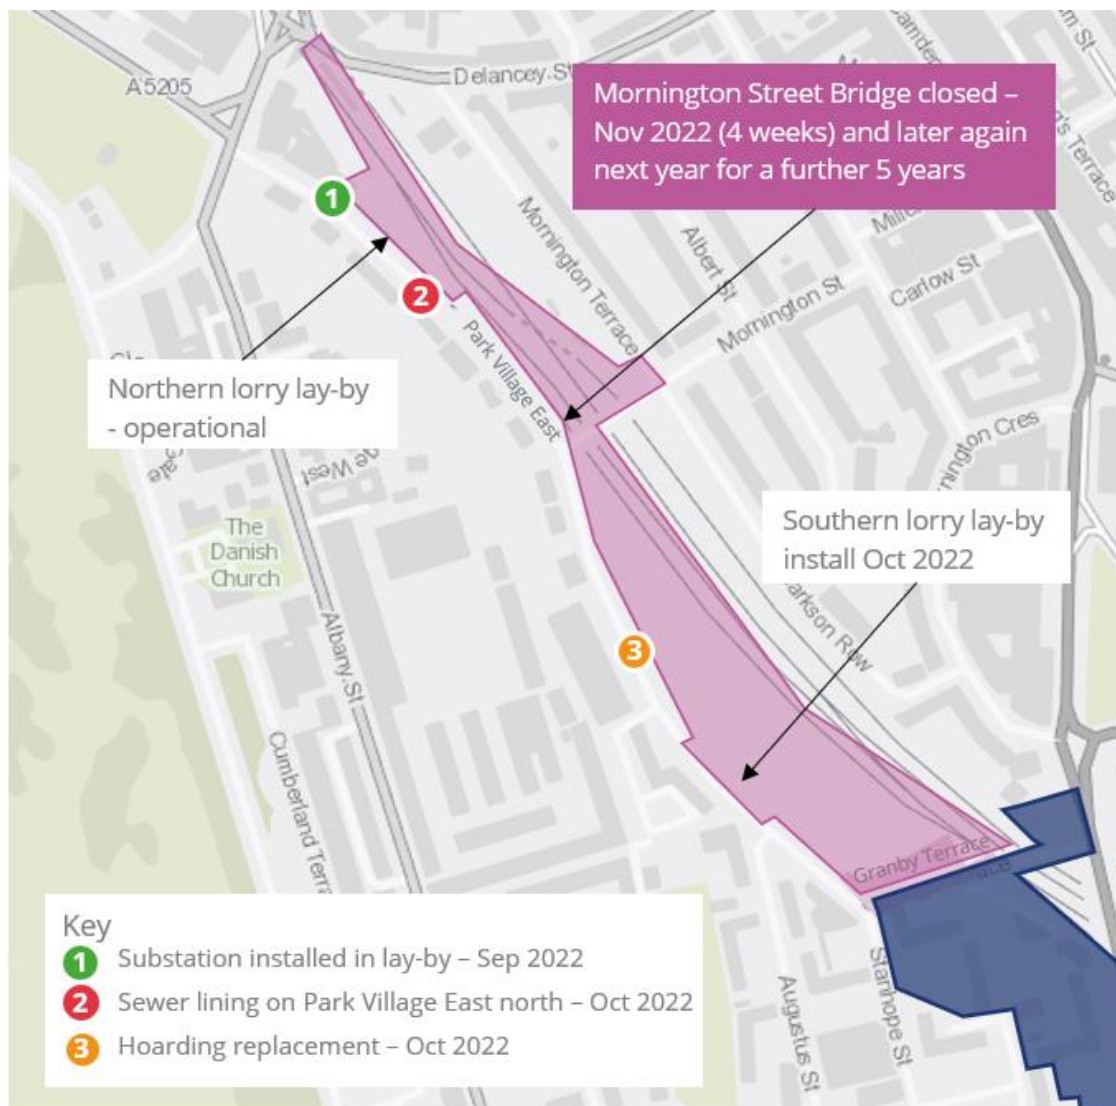 A5205
Delancey St
Mornington Street Bridge closed –
Nov 2022 (4 weeks) and later again
next year for a further 5 years
1
Mornington Terrace
Albert St
Carlow St
Mornington St
2
Park Village East
Northern lorry lay-by
- operational
The
Danish
Church
Southern lorry lay-by
install Oct 2022
Albany St
3
Granby Terrace
Stanhope St
Augustus St
Key
1 Substation installed in lay-by – Sep 2022
2 Sewer lining on Park Village East north – Oct 2022
3 Hoarding replacement – Oct 2022